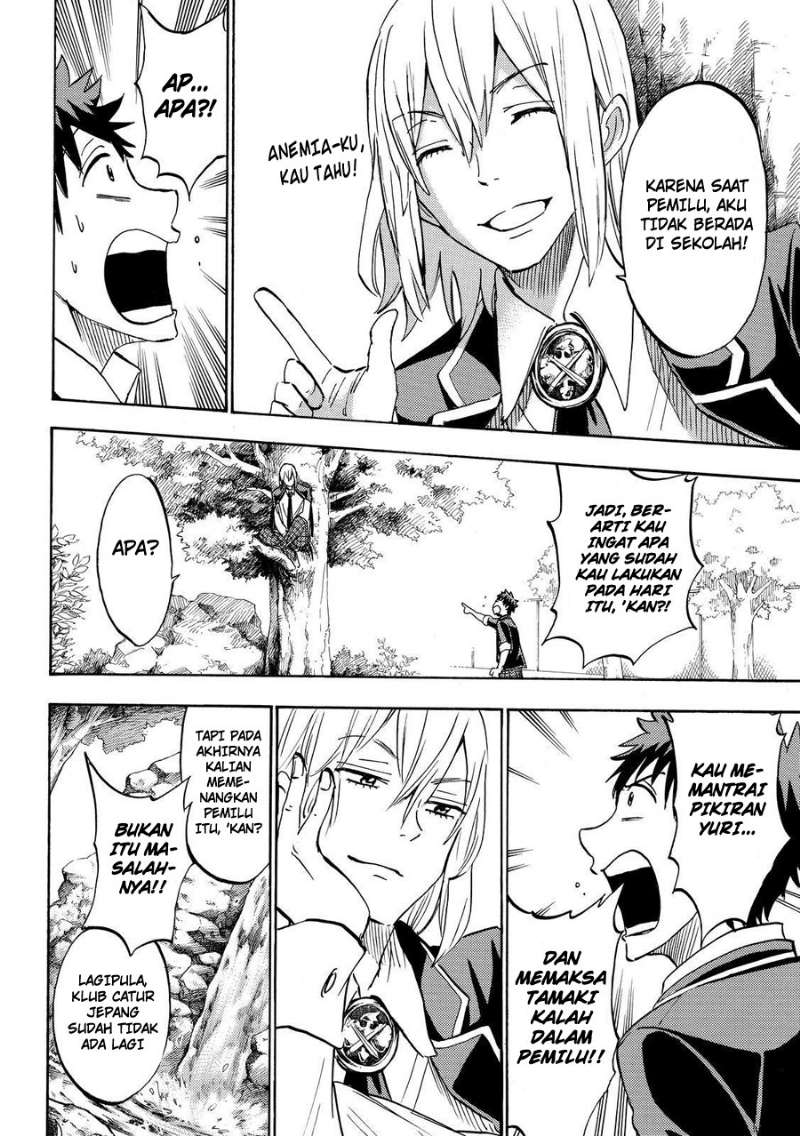 KARENA SAAT
PEMILU, AKU
TIDAK BERADA
DI SEKOLAH!
ANEMIA-KU,
KAU TAHU!
AP...
APA?!
JADI, BER-
ARTI KAU
INGAT APA
YANG SUDAH
KAU LAKUKAN
PADA HARI
ITU, 'KAN?!
APA?
KAU ME-
MANTRAI
PIKIRAN
YURI...
DAN
MEMAKSA
TAMAKI
KALAH
DALAM
PEMILU!!
TAPI PADA
AKHIRNYA
KALIAN
MEME-
NANGKAN
PEMILU
ITU, 'KAN?
BUKAN
ITU MA-
SALAH-
NYA!!
LAGIPULA,
KLUB CATUR
JEPANG
SUDAH TIDAK
ADA LAGI